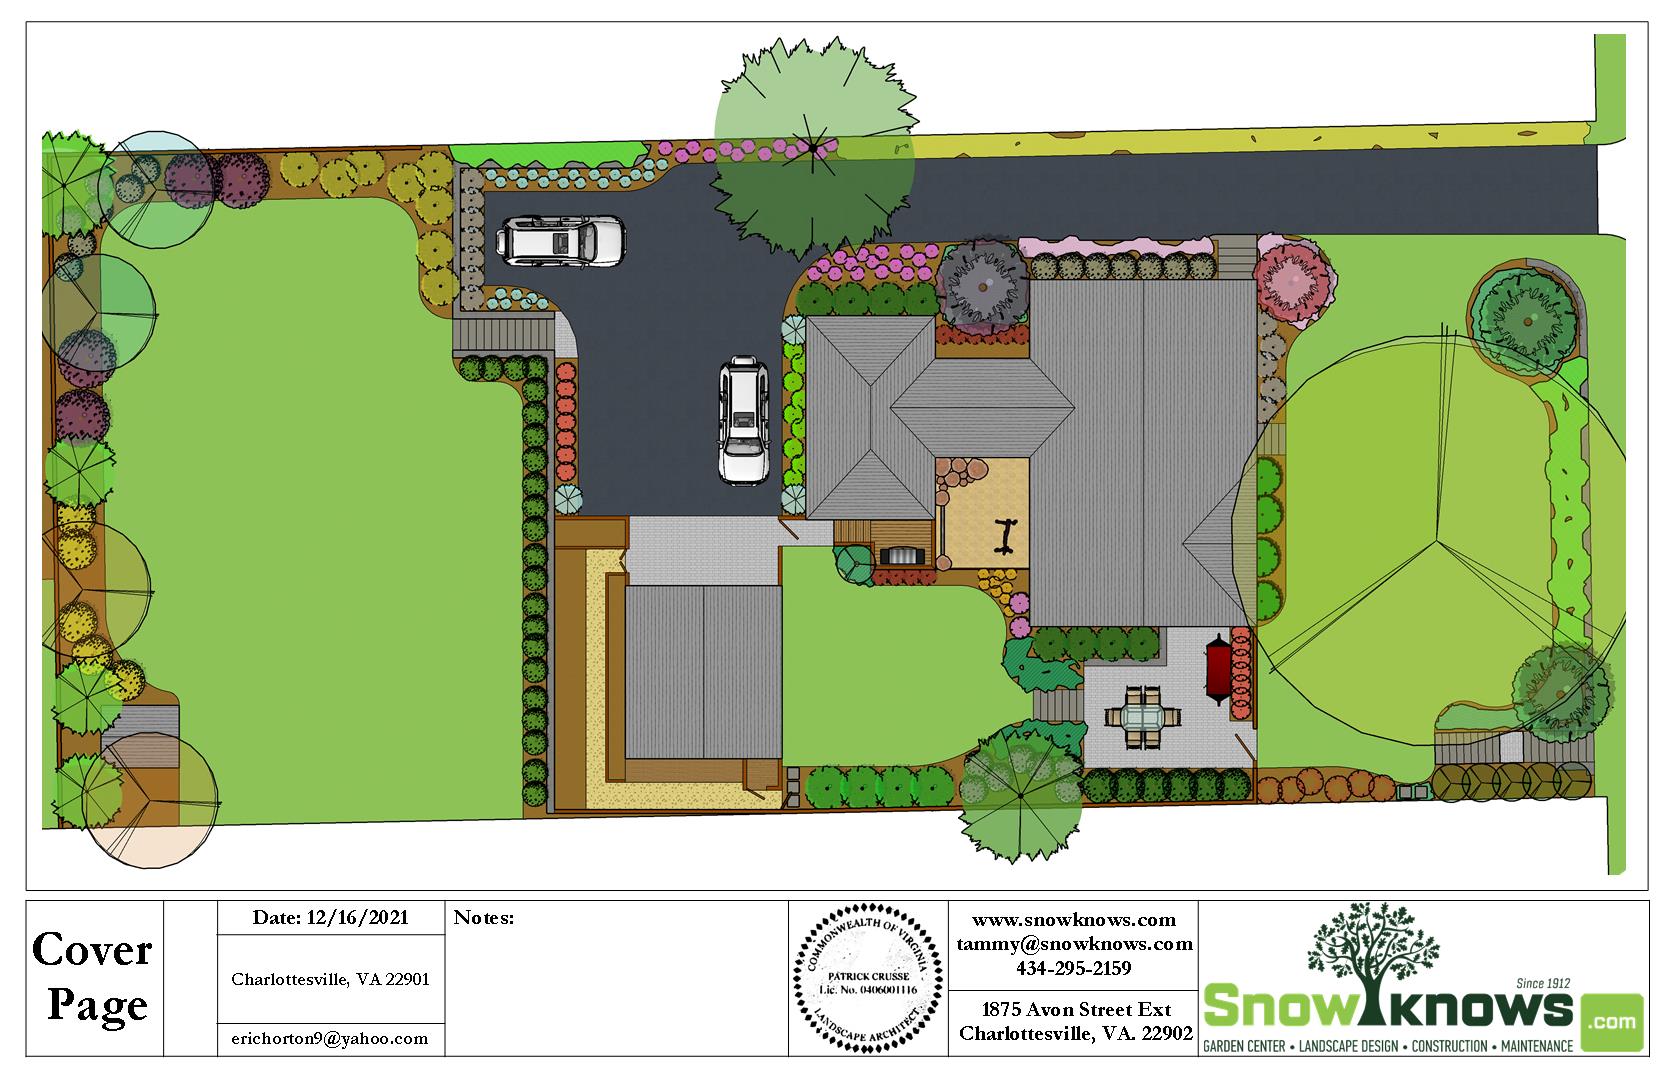 Cover
Page
Date: 12/16/2021
Charlottesville, VA 22901
erichorton9@yahoo.com
Notes:
COMMONWEALTH OF VIRGINIA
PATRICK CRUSSE
Lic. No. 0406001116
LANDSCAPE ARCHITECT
www.snowknows.com
tammy@snowknows.com
434-295-2159
1875 Avon Street Ext
Charlottesville, VA. 22902
Since 1912
Snow knows .com
GARDEN CENTER • LANDSCAPE DESIGN • CONSTRUCTION • MAINTENANCE